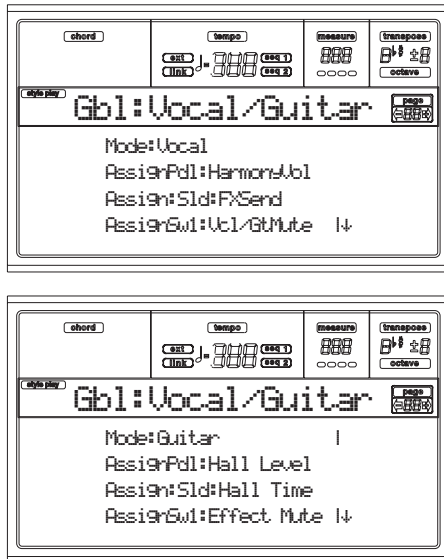 chord tempo measure transpose
ext seq 1
link seq 2
octave
style play Gbl:Vocal/Guitar page
Mode:Vocal
AssignPdl:HarmonyVol
Assign:Sld:FXSend
AssignSw1:Vcl/GtMute
chord tempo measure transpose
ext seq 1
link seq 2
octave
style play Gbl:Vocal/Guitar page
Mode:Guitar
AssignPdl:Hall Level
Assign:Sld:Hall Time
AssignSw1:Effect Mute